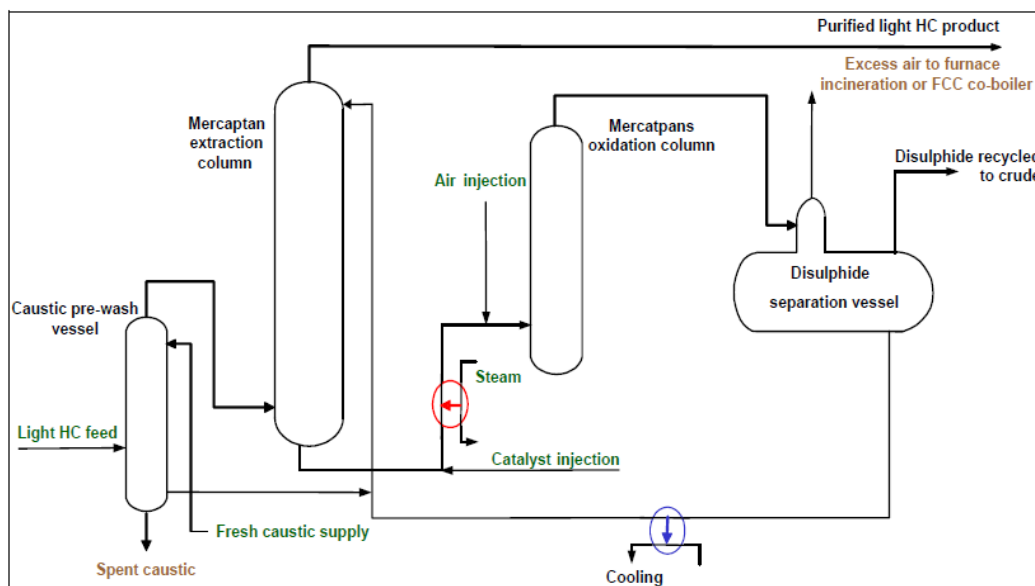 Purified light HC product
Excess air to furnace
incineration or FCC co-boiler
Mercaptan
extraction
column
Mercatpans
oxidation column
Disulphide recycled
to crude
Air injection
Disulphide
separation vessel
Caustic pre-wash
vessel
Steam
Light HC feed
Catalyst injection
Fresh caustic supply
Spent caustic
Cooling